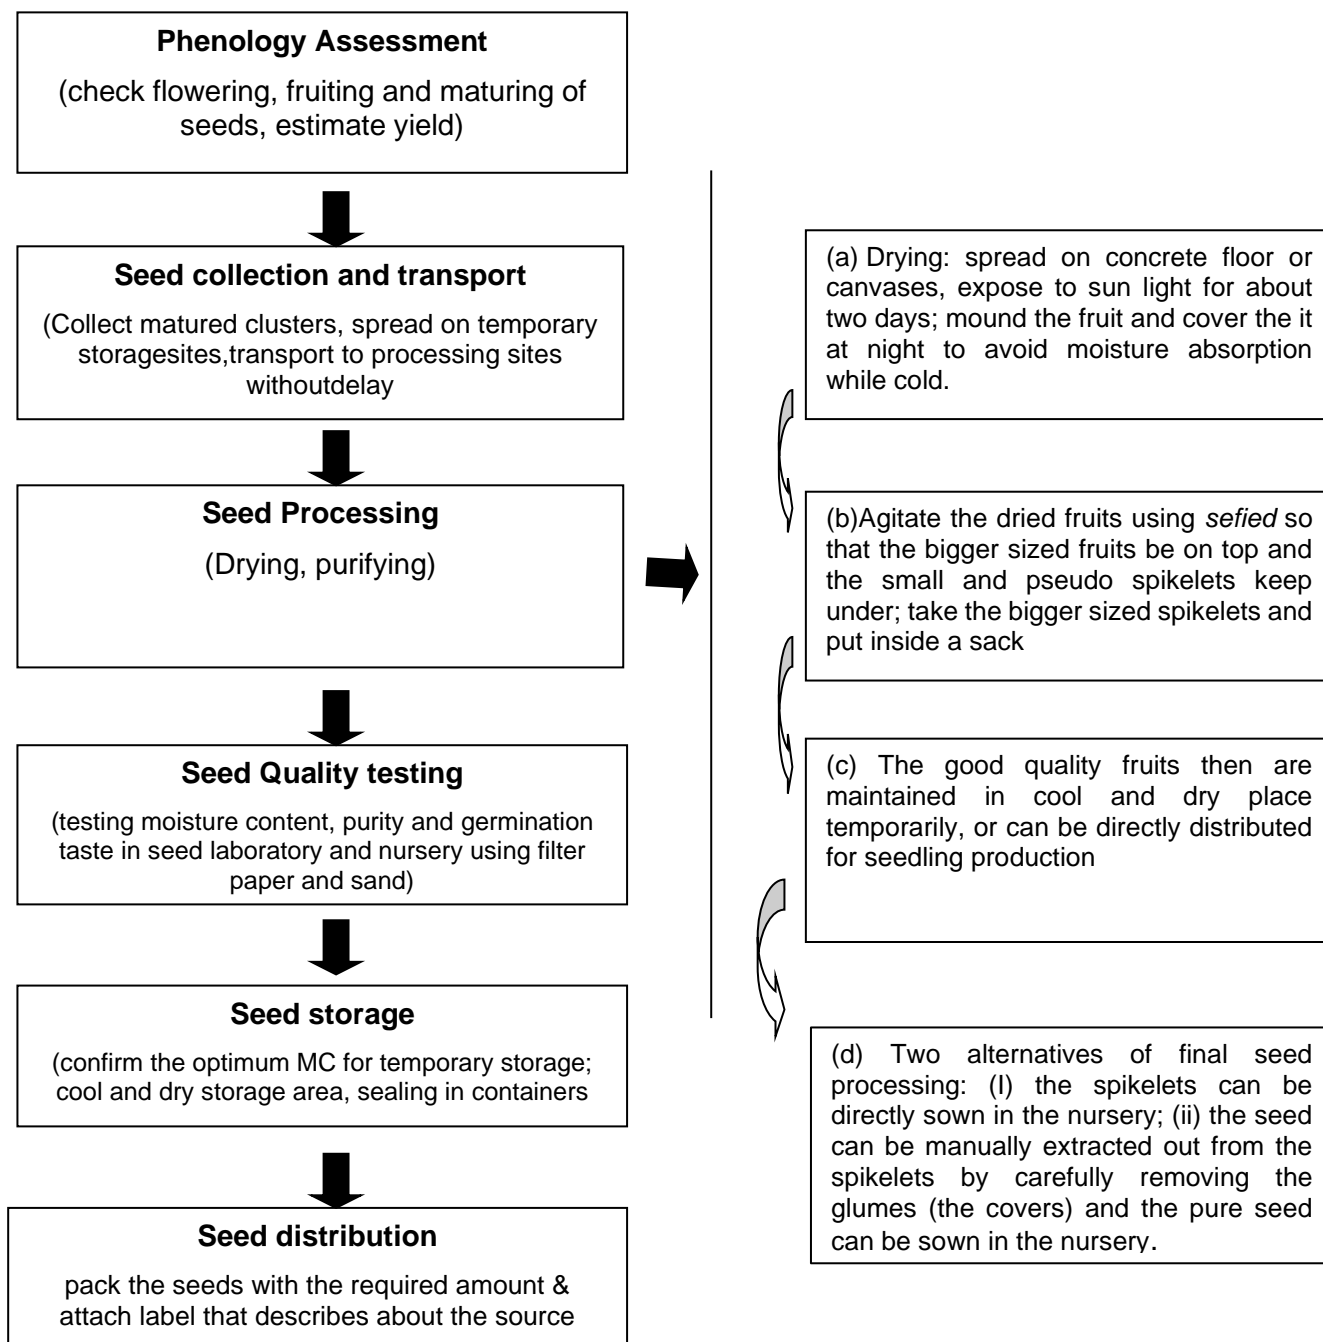 Phenology Assessment
(check flowering, fruiting and maturing of
seeds, estimate yield)
Seed collection and transport
(Collect matured clusters, spread on temporary
storagesites,transport to processing sites
withoutdelay
Seed Processing
(Drying, purifying)
Seed Quality testing
(testing moisture content, purity and germination
taste in seed laboratory and nursery using filter
paper and sand)
Seed storage
(confirm the optimum MC for temporary storage;
cool and dry storage area, sealing in containers
Seed distribution
pack the seeds with the required amount &
attach label that describes about the source
(a) Drying: spread on concrete floor or
canvases, expose to sun light for about
two days; mound the fruit and cover the it
at night to avoid moisture absorption
while cold.
(b)Agitate the dried fruits using sefied so
that the bigger sized fruits be on top and
the small and pseudo spikelets keep
under; take the bigger sized spikelets and
put inside a sack
(c) The good quality fruits then are
maintained in cool and dry place
temporarily, or can be directly distributed
for seedling production
(d) Two alternatives of final seed
processing: (I) the spikelets can be
directly sown in the nursery; (ii) the seed
can be manually extracted out from the
spikelets by carefully removing the
glumes (the covers) and the pure seed
can be sown in the nursery.